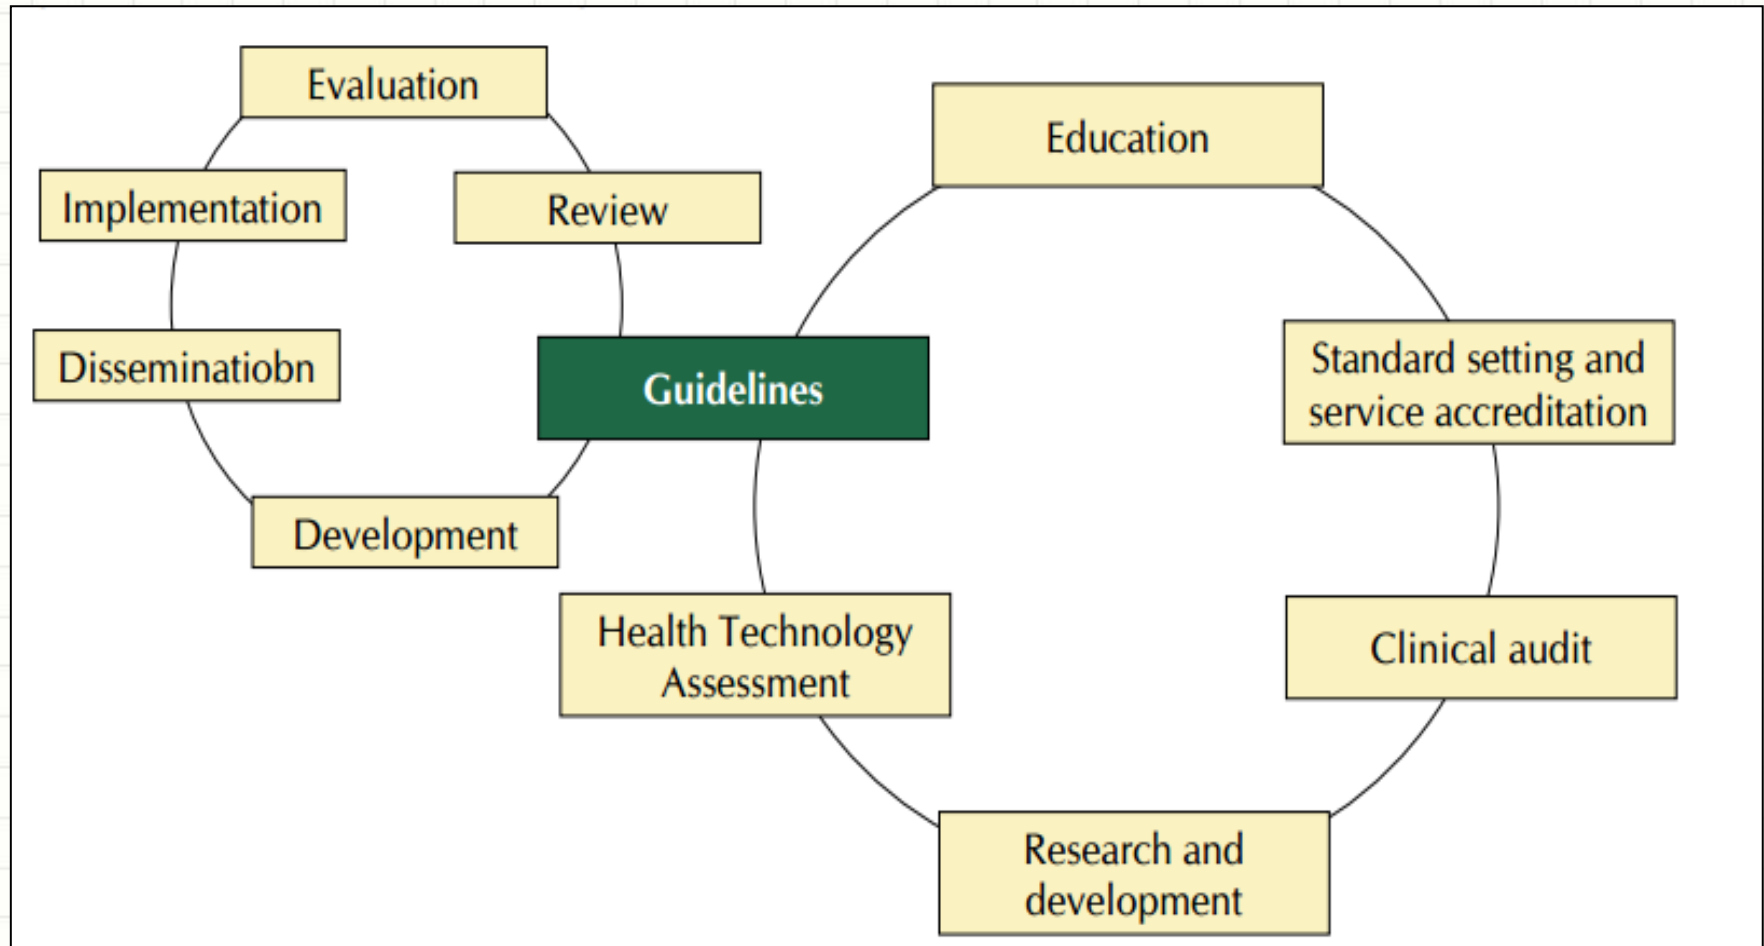 Evaluation
Education
Implementation
Review
Guidelines
Standard setting and
service accreditation
Disseminatiobn
Development
Health Technology
Assessment
Clinical audit
Research and
development